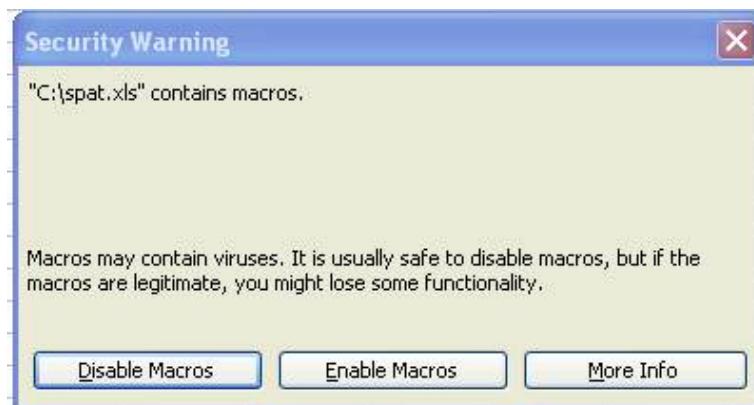 Security Warning
"C:\spat.xls" contains macros.
Macros may contain viruses. It is usually safe to disable macros, but if the
macros are legitimate, you might lose some functionality.
Disable Macros Enable Macros More Info